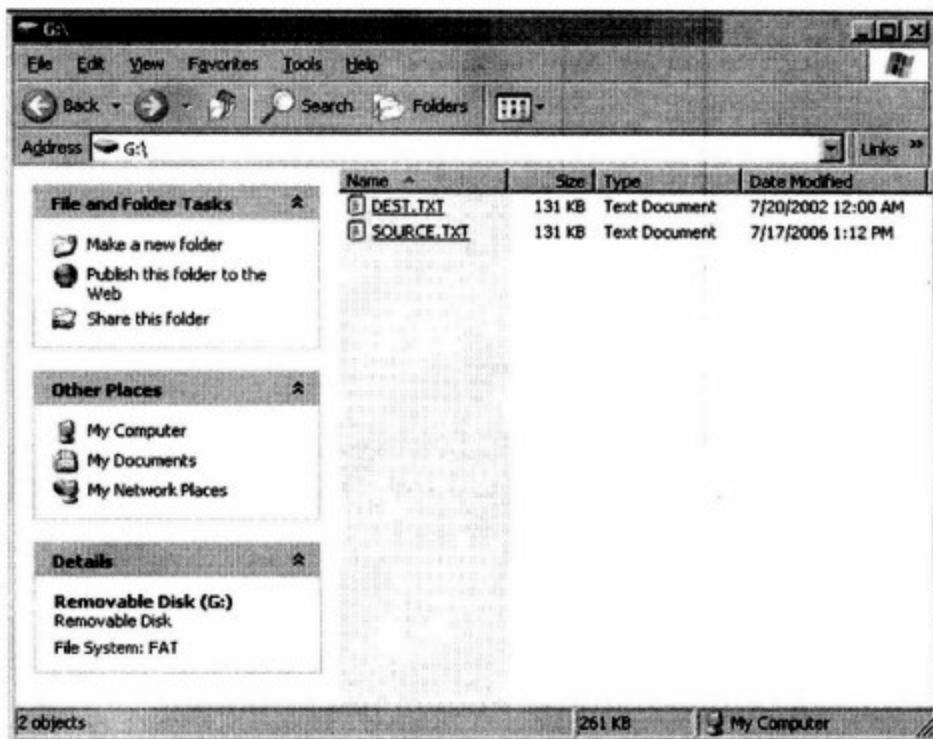 G:\
File Edit View Favorites Tools Help
Back Search Folders
Address G:\ Links »
File and Folder Tasks
Make a new folder
Publish this folder to the
Web
Share this folder
Other Places
My Computer
My Documents
My Network Places
Details
Removable Disk (G:)
Removable Disk
File System: FAT
Name Size Type Date Modified
DEST.TXT 131 KB Text Document 7/20/2002 12:00 AM
SOURCE.TXT 131 KB Text Document 7/17/2006 1:12 PM
2 objects 261 KB My Computer